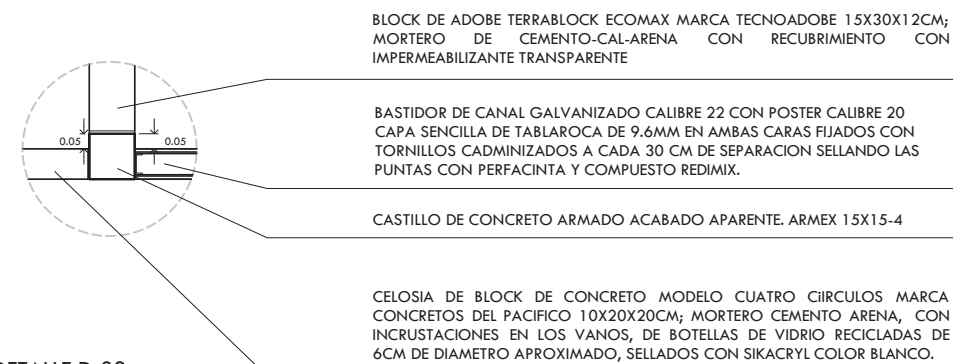 BLOCK DE ADOBE TERRABLOCK ECOMAX MARCA TECNOADOBE 15X30X12CM;
MORTERO DE CEMENTO-CAL-ARENA CON RECUBRIMIENTO CON
IMPERMEABILIZANTE TRANSPARENTE
BASTIDOR DE CANAL GALVANIZADO CALIBRE 22 CON POSTER CALIBRE 20
CAPA SENCILLA DE TABLAROCA DE 9.6MM EN AMBAS CARAS FIJADOS CON
TORNILLOS CADMINIZADOS A CADA 30 CM DE SEPARACION SELLANDO LAS
PUNTAS CON PERFACINTA Y COMPUESTO REDIMIX.
0.05 0.05
CASTILLO DE CONCRETO ARMADO ACABADO APARENTE. ARMEX 15X15-4
CELOSIA DE BLOCK DE CONCRETO MODELO CUATRO CiIRCULOS MARCA
CONCRETOS DEL PACIFICO 10X20X20CM; MORTERO CEMENTO ARENA, CON
INCRUSTACIONES EN LOS VANOS, DE BOTELLAS DE VIDRIO RECICLADAS DE
6CM DE DIAMETRO APROXIMADO, SELLADOS CON SIKACRYL COLOR BLANCO.